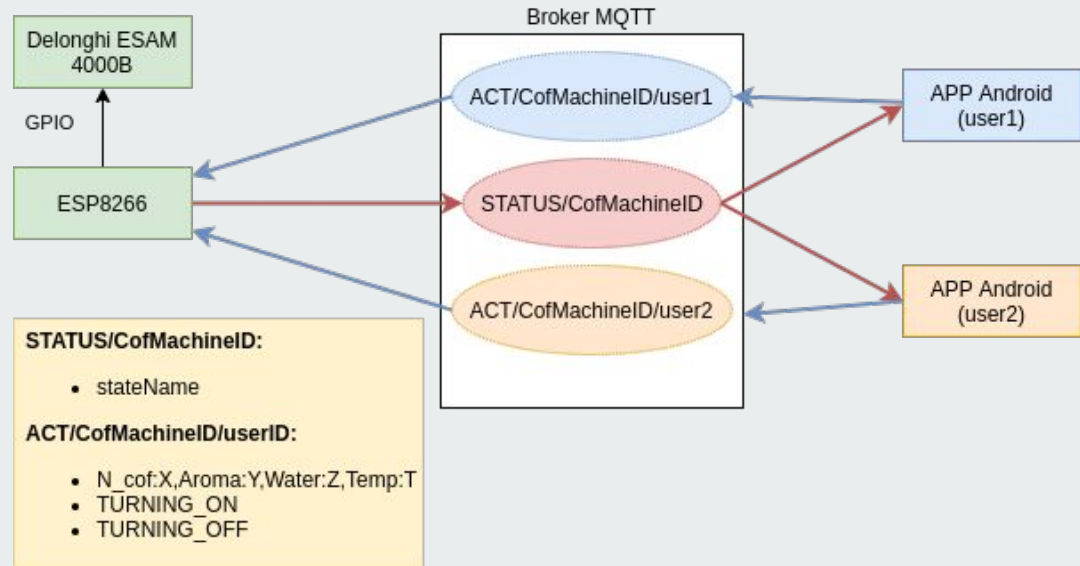 Broker MQTT
Delonghi ESAM
4000B
GPIO
ESP8266
ACT/CofMachineID/user1
STATUS/CofMachineID
ACT/CofMachineID/user2
APP Android
(user1)
APP Android
(user2)
STATUS/CofMachineID:
• stateName
ACT/CofMachineID/userID:
• N_cof:X,Aroma:Y,Water:Z,Temp:T
• TURNING_ON
• TURNING_OFF